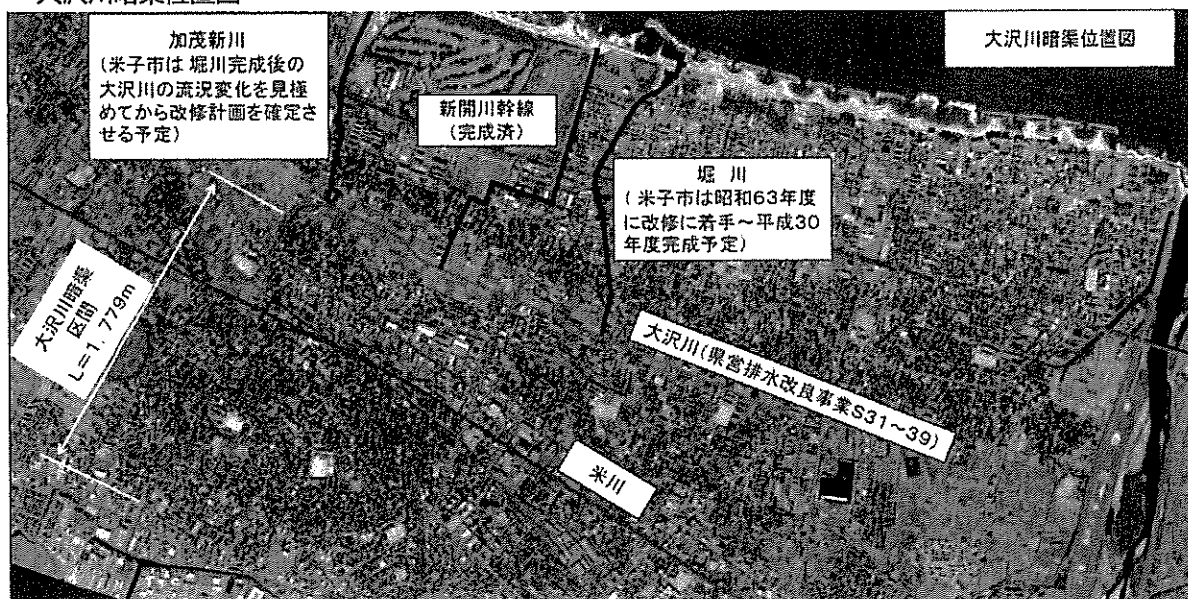 大沢川暗渠位置図
大沢川暗渠位置図
加茂新川
(米子市は 堀川完成後の
大沢川の流況変化を見極
めてから改修計画を確定さ
せる予定)
新開川幹線
(完成済)
堀 川
( 米子市は昭和63年度
に改修に着手～平成30
年度完成予定)
大沢川暗渠
区間
L=1.779m
大沢川(県営排水改良事業S31～39)
米川